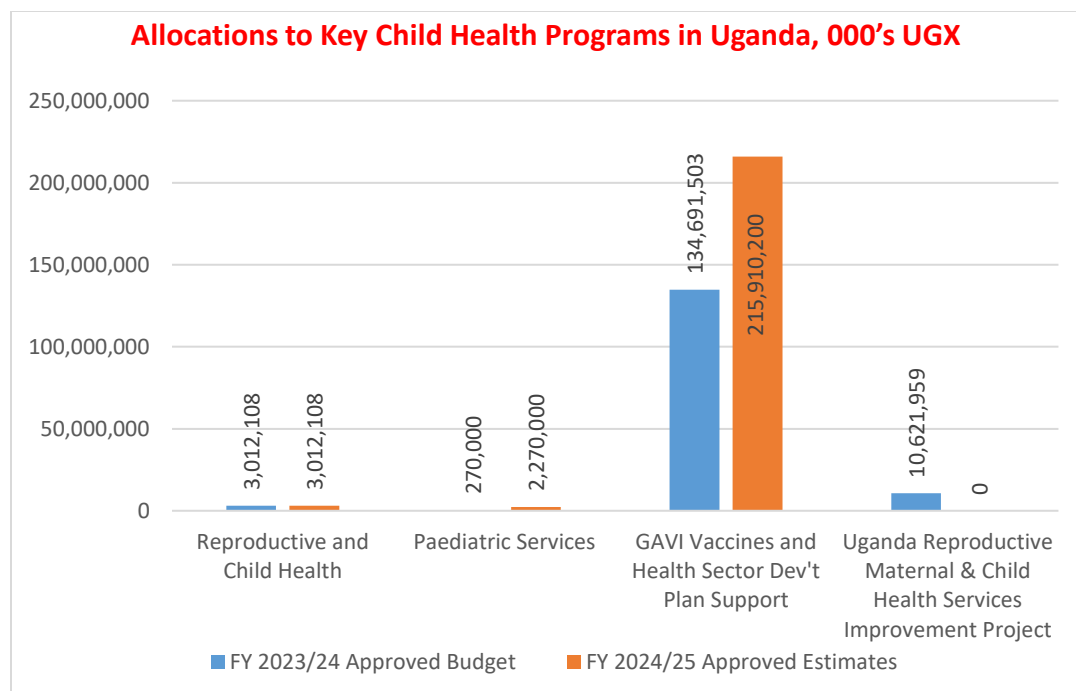 Allocations to Key Child Health Programs in Uganda, 000's UGX
250,000,000
200,000,000
150,000,000
100,000,000
50,000,000
0
3,012,108
3,012,108
270,000
2,270,000
134,691,503
215,910,200
10,621,959
0
Reproductive and
Child Health
Paediatric Services
GAVI Vaccines and
Health Sector Dev't
Plan Support
Uganda Reproductive
Maternal & Child
Health Services
Improvement Project
FY 2023/24 Approved Budget
FY 2024/25 Approved Estimates